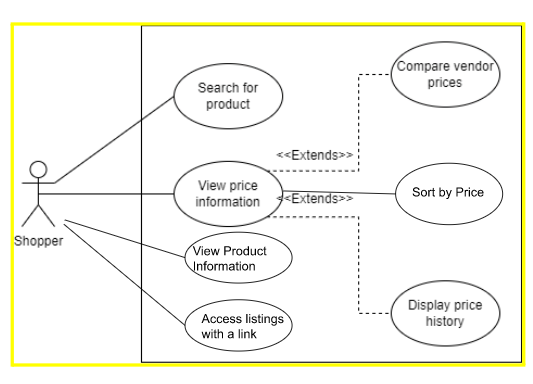 Compare vendor
prices
Search for
product
<<Extends>>
View price
information
<<Extends>>
Sort by Price
Shopper
View Product
Information
Display price
history
Access listings
with a link